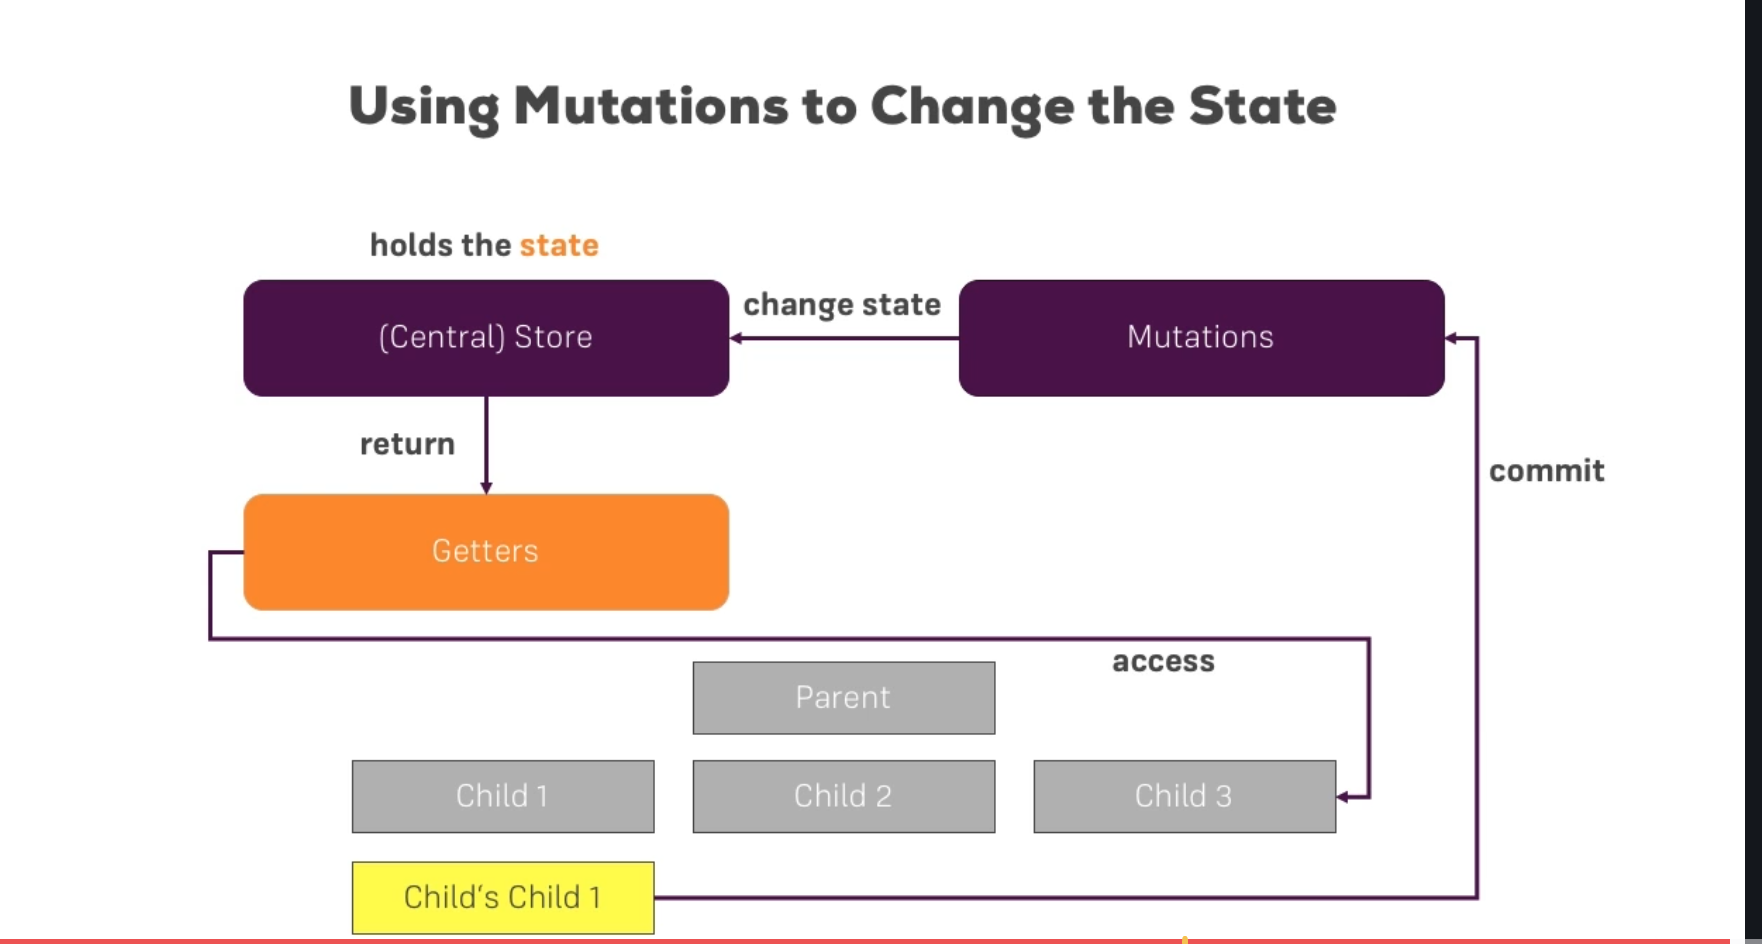 Using Mutations to Change the State
holds the state
(Central) Store
change state
Mutations
return
commit
Getters
access
Parent
Child 1
Child 2
Child 3
Child‘s Child 1